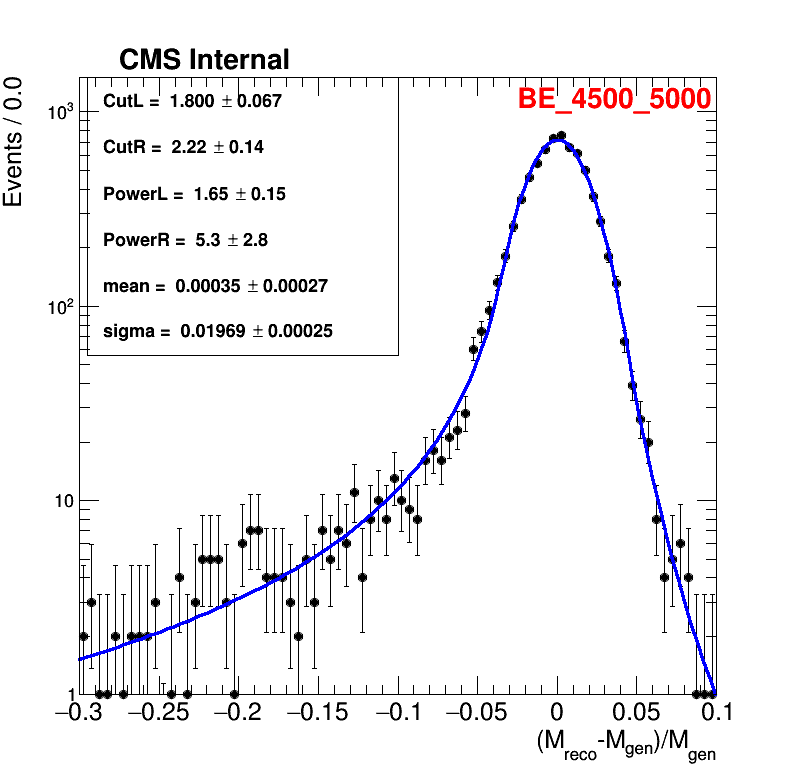 CMS Internal
Events / 0.0
BE_4500_5000
CutL = 1.800 ± 0.067
CutR = 2.22 ± 0.14
PowerL = 1.65 ± 0.15
PowerR = 5.3 ± 2.8
mean = 0.00035 ± 0.00027
sigma = 0.01969 ± 0.00025
10³
10²
10
1
−0.3 −0.25 −0.2 −0.15 −0.1 −0.05 0 0.05 0.1
(M_reco-M_gen)/M_gen